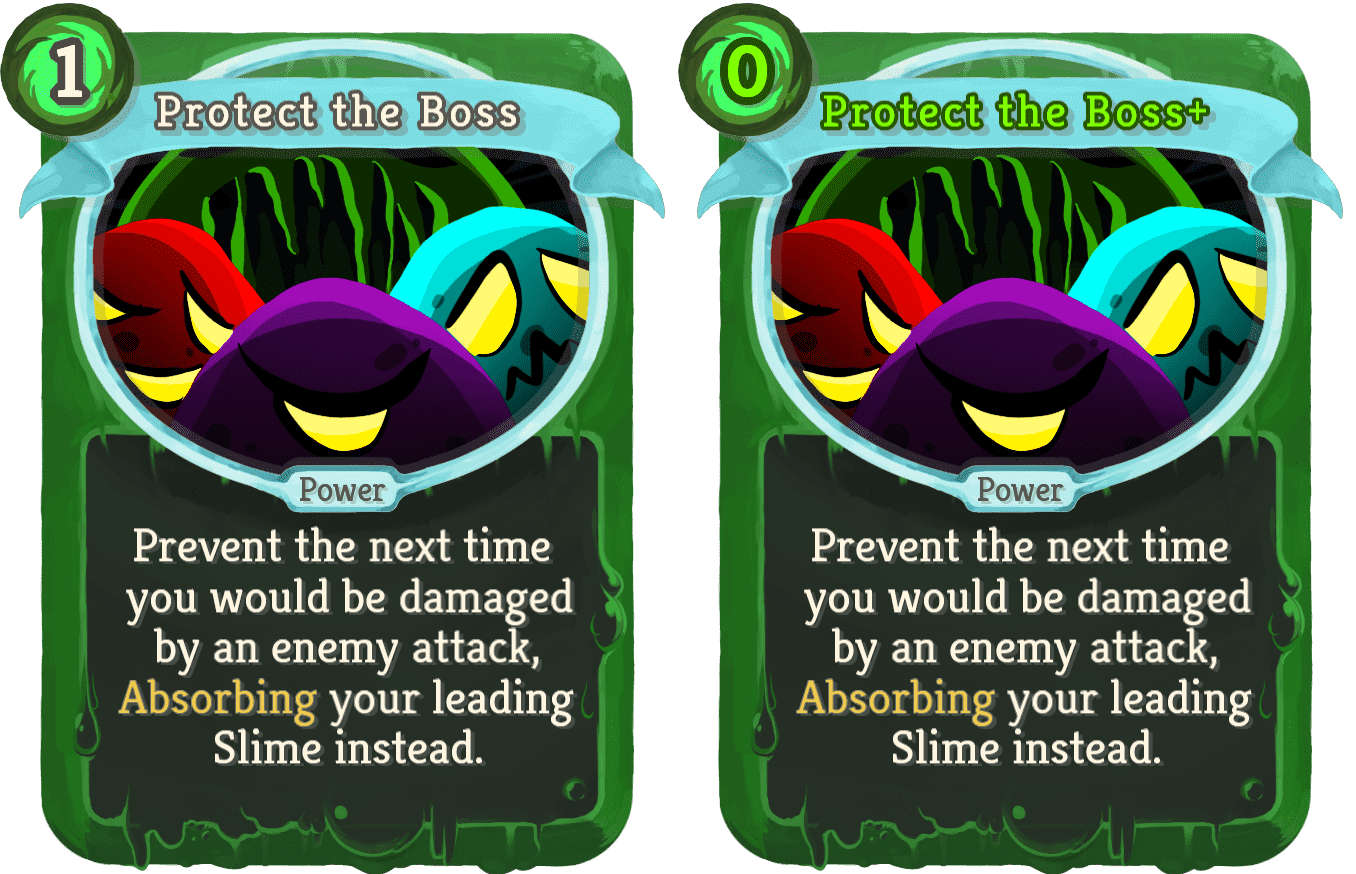 1
Protect the Boss
Power
Prevent the next time
you would be damaged
by an enemy attack,
Absorbing your leading
Slime instead.
0
Protect the Boss+
Power
Prevent the next time
you would be damaged
by an enemy attack,
Absorbing your leading
Slime instead.